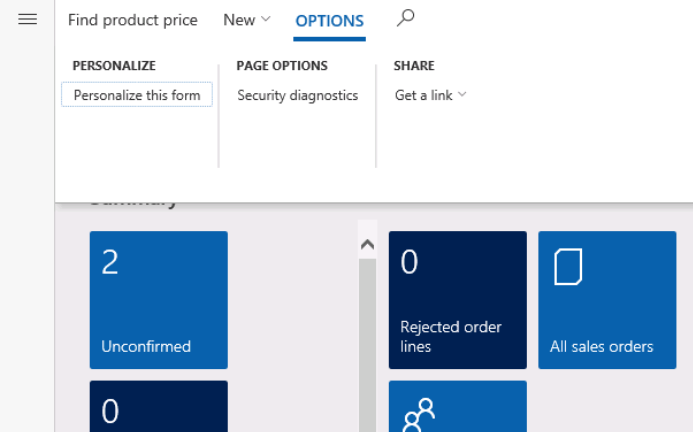 Find product price New OPTIONS
PERSONALIZE PAGE OPTIONS SHARE
Personalize this form Security diagnostics Get a link
Summary
2
Unconfirmed
0
0
Rejected order
lines
All sales orders